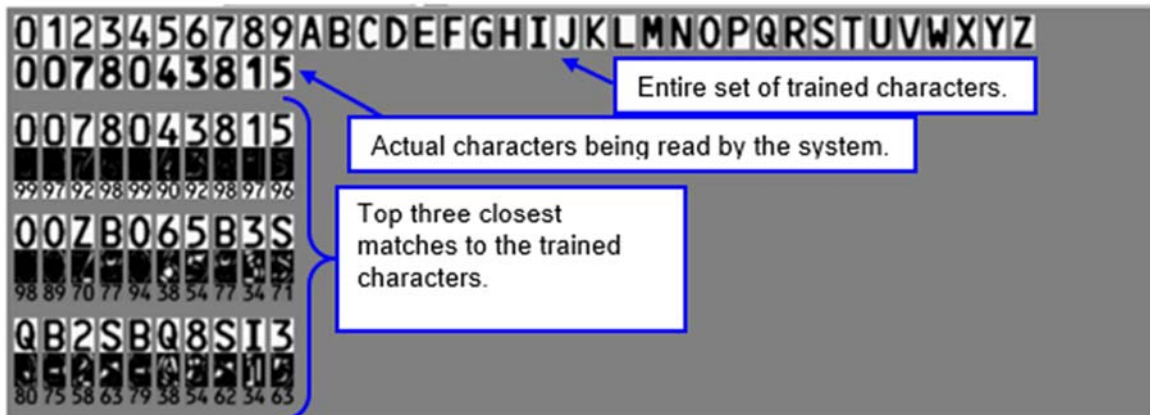 0123456789ABCDEFGHIJKLMNOPQRSTUVWXYZ
0078043815
Entire set of trained characters.
Actual characters being read by the system.
0078043815
99 97 92 98 99 90 92 98 97 96
Top three closest
matches to the trained
characters.
OOZBO65B3S
98 89 70 77 94 38 54 77 34 71
QB2SBQ8SI3
80 75 58 63 79 38 54 62 34 63